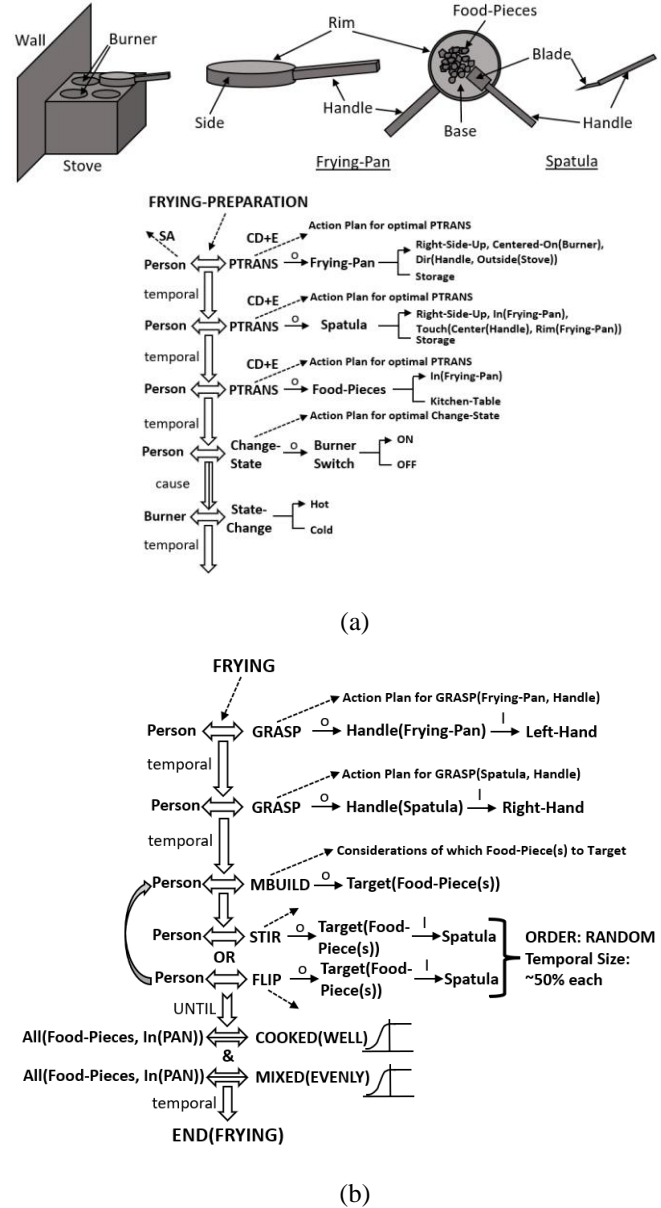 Wall
Burner
Stove
Rim
Side
Handle
Frying-Pan
Food-Pieces
Base
Blade
Handle
Spatula
FRYING-PREPARATION
SA
CD+E
Action Plan for optimal PTRANS
Person PTRANS o Frying-Pan
Right-Side-Up, Centered-On(Burner),
Dir(Handle, Outside(Stove))
Storage
temporal
CD+E
Action Plan for optimal PTRANS
Person PTRANS o Spatula
Right-Side-Up, In(Frying-Pan),
Touch(Center(Handle), Rim(Frying-Pan))
Storage
temporal
CD+E
Action Plan for optimal PTRANS
Person PTRANS o Food-Pieces
In(Frying-Pan)
Kitchen-Table
temporal
Action Plan for optimal Change-State
Person Change-State o Burner Switch
ON
OFF
cause
Burner State-Change
Hot
Cold
temporal
(a)
FRYING
Action Plan for GRASP(Frying-Pan, Handle)
Person GRASP o Handle(Frying-Pan) I Left-Hand
temporal
Action Plan for GRASP(Spatula, Handle)
Person GRASP o Handle(Spatula) I Right-Hand
temporal
Considerations of which Food-Piece(s) to Target
Person MBUILD o Target(Food-Piece(s))
Person STIR o Target(Food-Piece(s)) I Spatula
OR
Person FLIP o Target(Food-Piece(s)) I Spatula
ORDER: RANDOM
Temporal Size:
~50% each
UNTIL
All(Food-Pieces, In(PAN)) COOKED(WELL)
&
All(Food-Pieces, In(PAN)) MIXED(EVENLY)
temporal
END(FRYING)
(b)